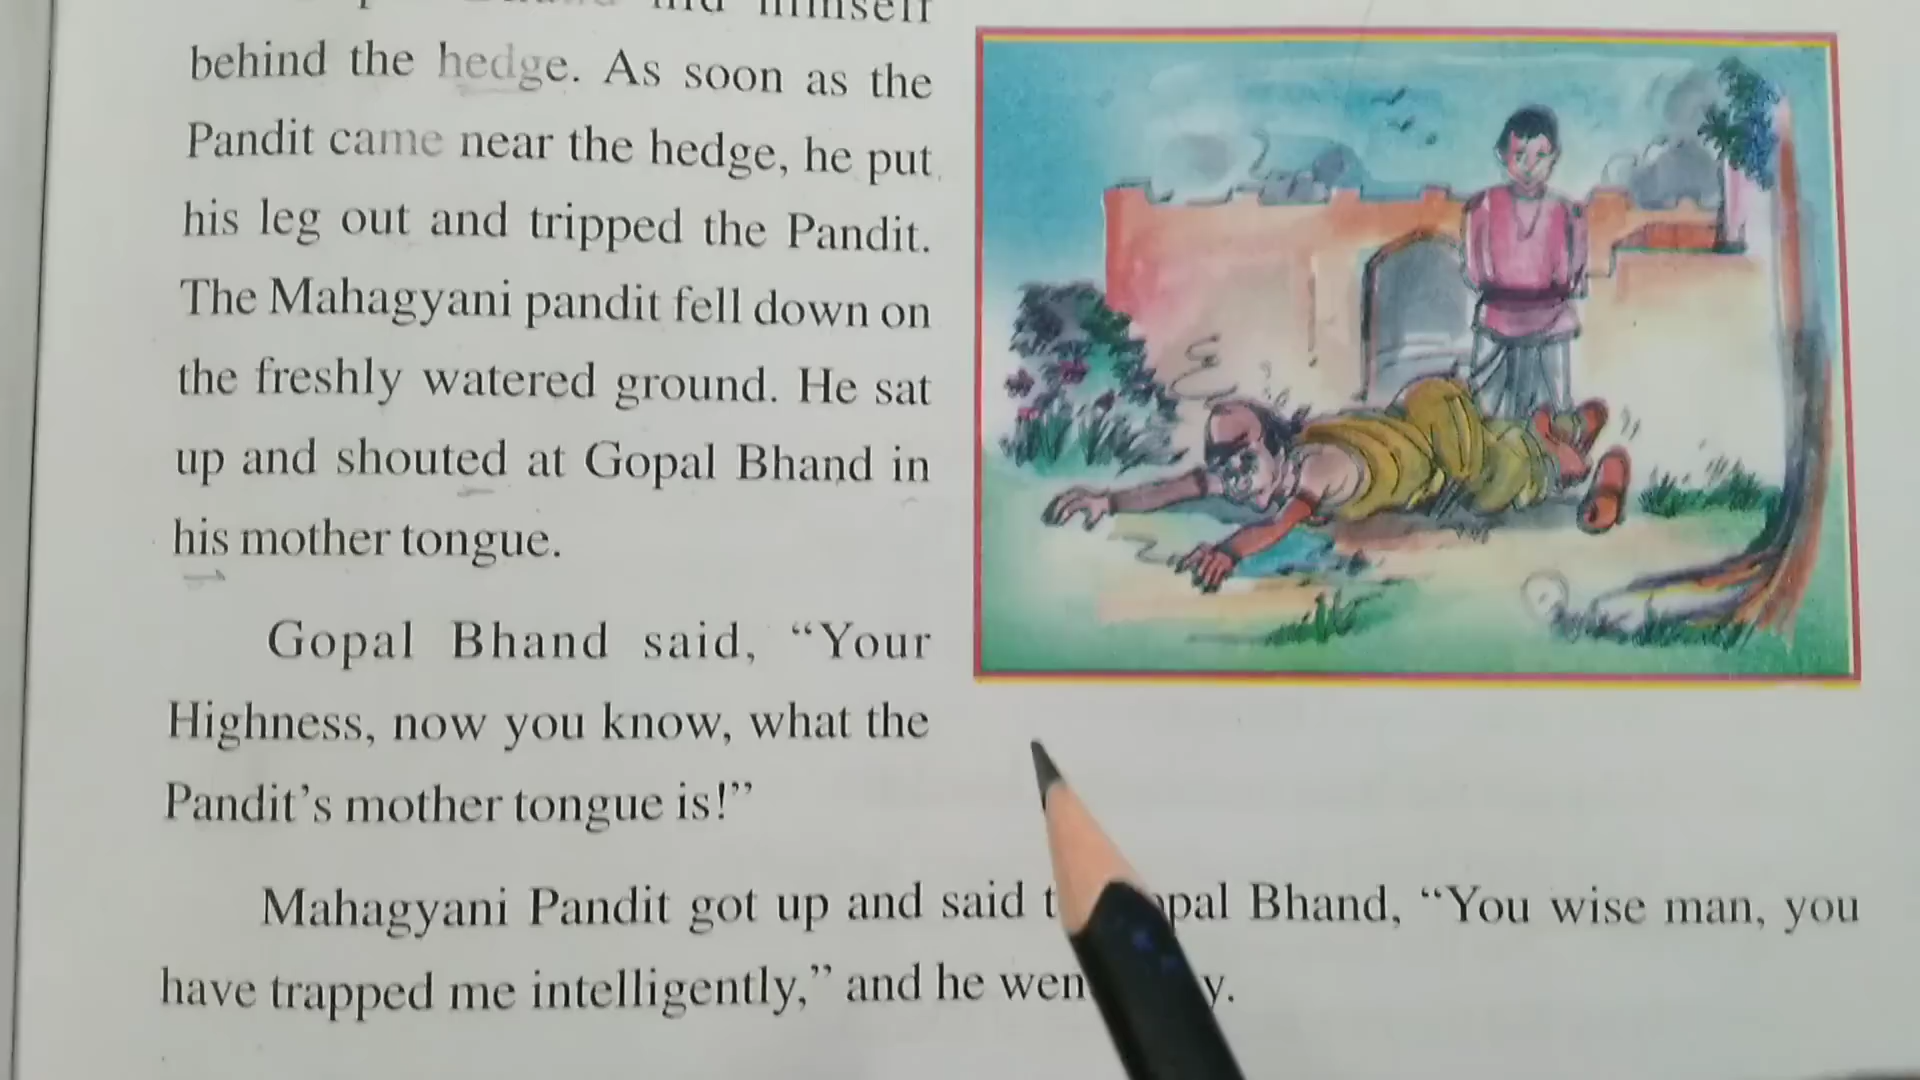 himself
behind the hedge. As soon as the
Pandit came near the hedge, he put
his leg out and tripped the Pandit.
The Mahagyani pandit fell down on
the freshly watered ground. He sat
up and shouted at Gopal Bhand in
his mother tongue.
Gopal Bhand said, “Your
Highness, now you know, what the
Pandit’s mother tongue is!”
Mahagyani Pandit got up and said Bhand, “You wise man, you
have trapped me intelligently,” and he